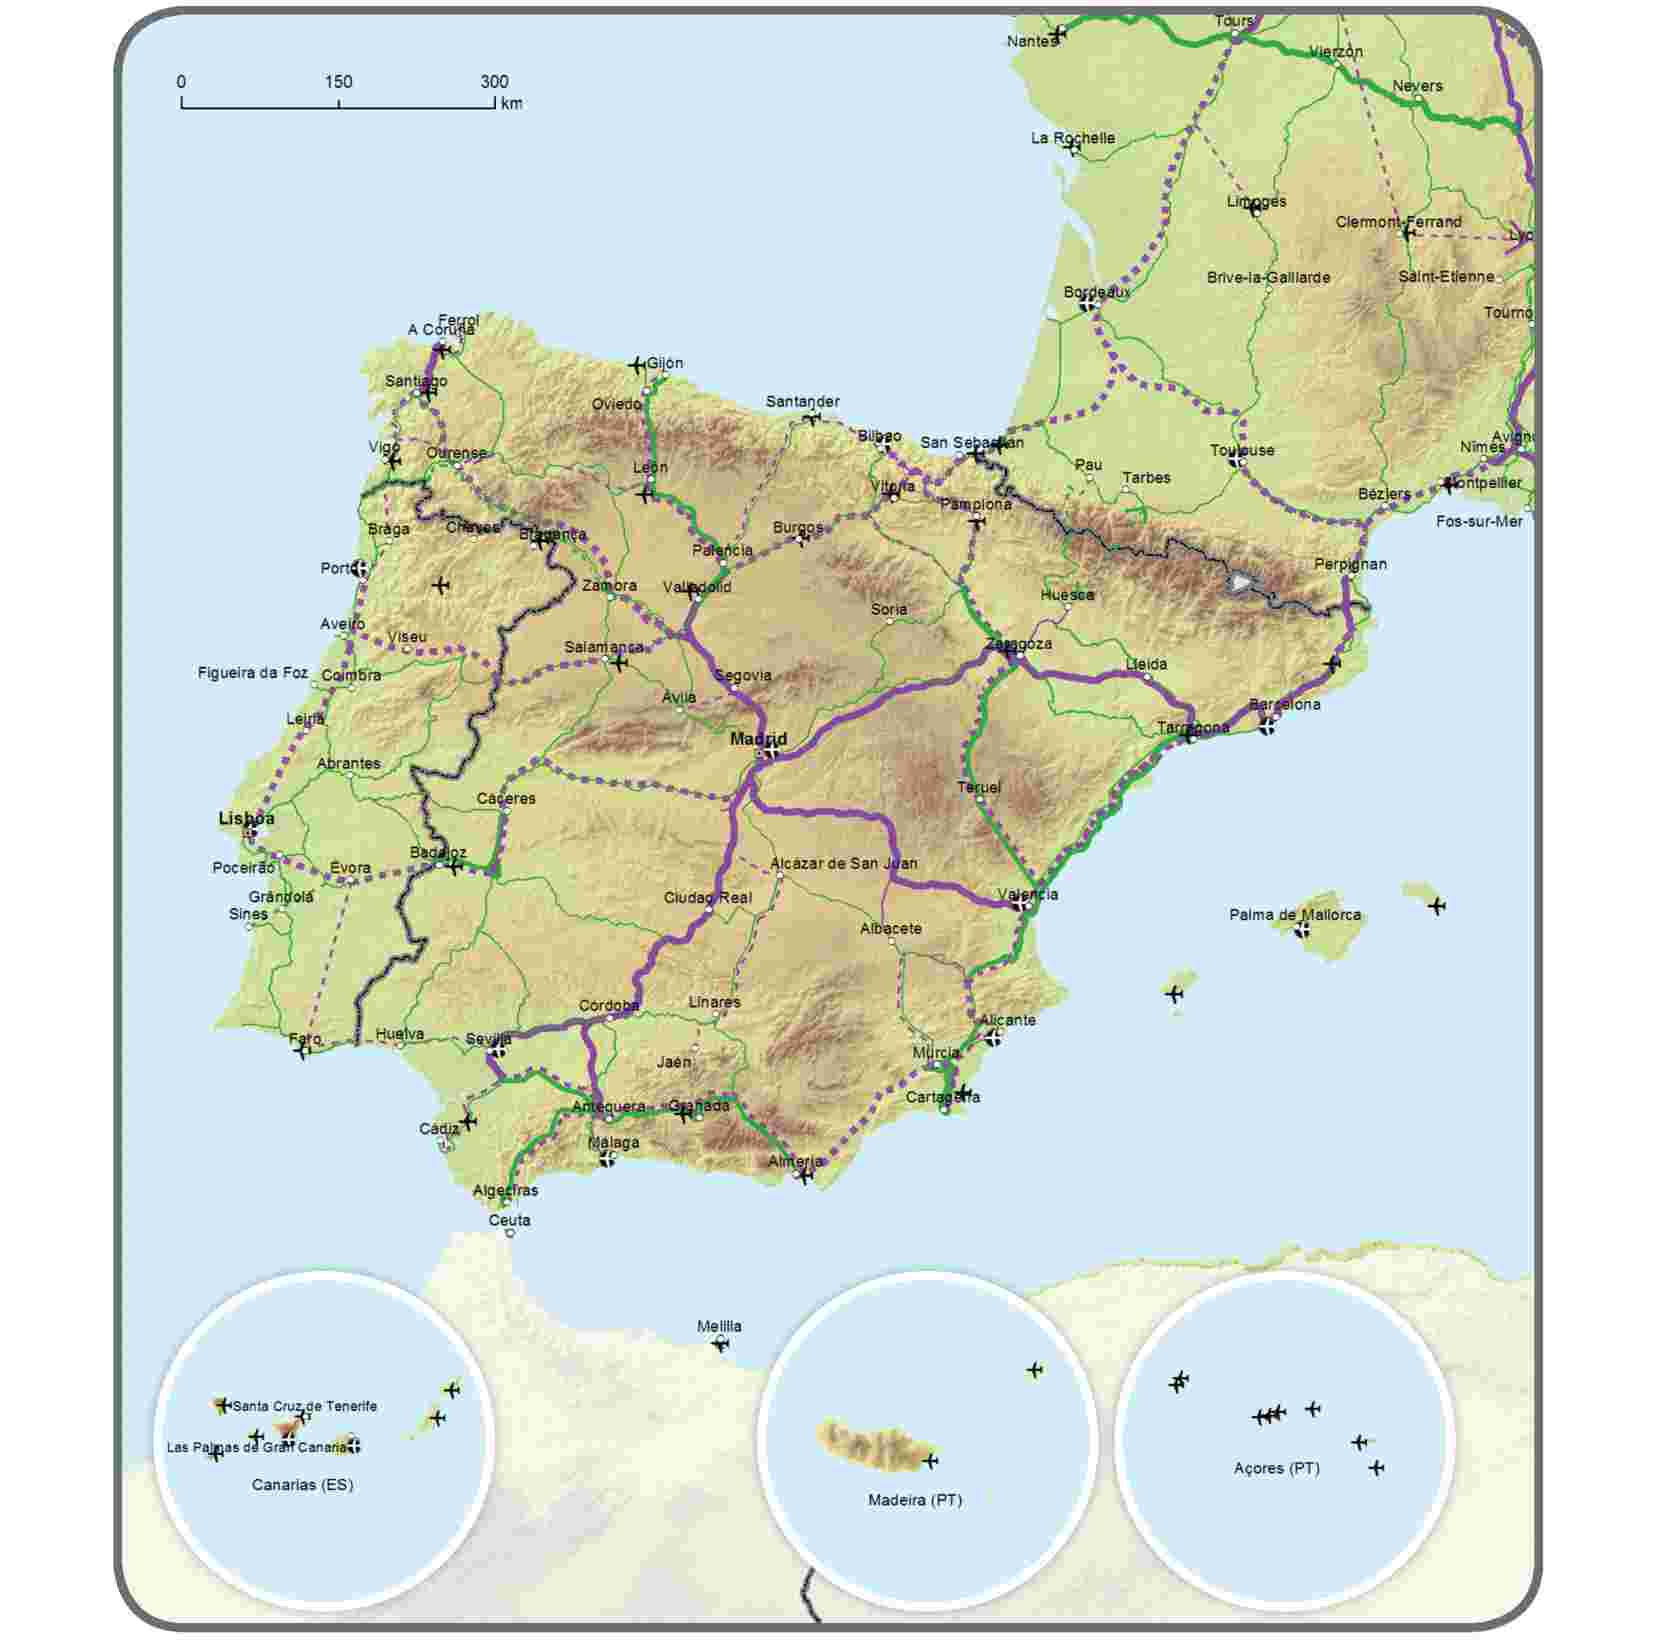 Tours
Nantes
Vierzon
0 150 300
km
Nevers
La Rochelle
Limoges
Clermont-Ferrand
Brive-la-Gaillarde
Saint-Etienne
Bordeaux
Tourno
Ferrol
A Coruña
Gijón
Santiago
Oviedo
Santander
Bilbao
San Sebastian
Avigno
Vigo
Ourense
León
Toulouse
Nîmes
Pau
Tarbes
Vitoria
Montpellier
Béziers
Pamplona
Fos-sur-Mer
Braga
Chaves
Bragança
Burgos
Palencia
Perpignan
Porto
Zamora
Valladolid
Huesca
Soria
Aveiro
Viseu
Salamanca
Zaragoza
Figueira da Foz
Coimbra
Segovia
Lleida
Ávila
Barcelona
Leiria
Tarragona
Madrid
Abrantes
Cáceres
Teruel
Lisboa
Badajoz
Poceirão
Évora
Alcázar de San Juan
Grândola
Ciudad Real
Valencia
Sines
Albacete
Palma de Mallorca
Córdoba
Linares
Alicante
Faro
Huelva
Sevilla
Murcia
Jaén
Cartagena
Antequera
Granada
Cádiz
Málaga
Almería
Algeciras
Ceuta
Melilla
Santa Cruz de Tenerife
Las Palmas de Gran Canaria
Canarias (ES)
Madeira (PT)
Açores (PT)